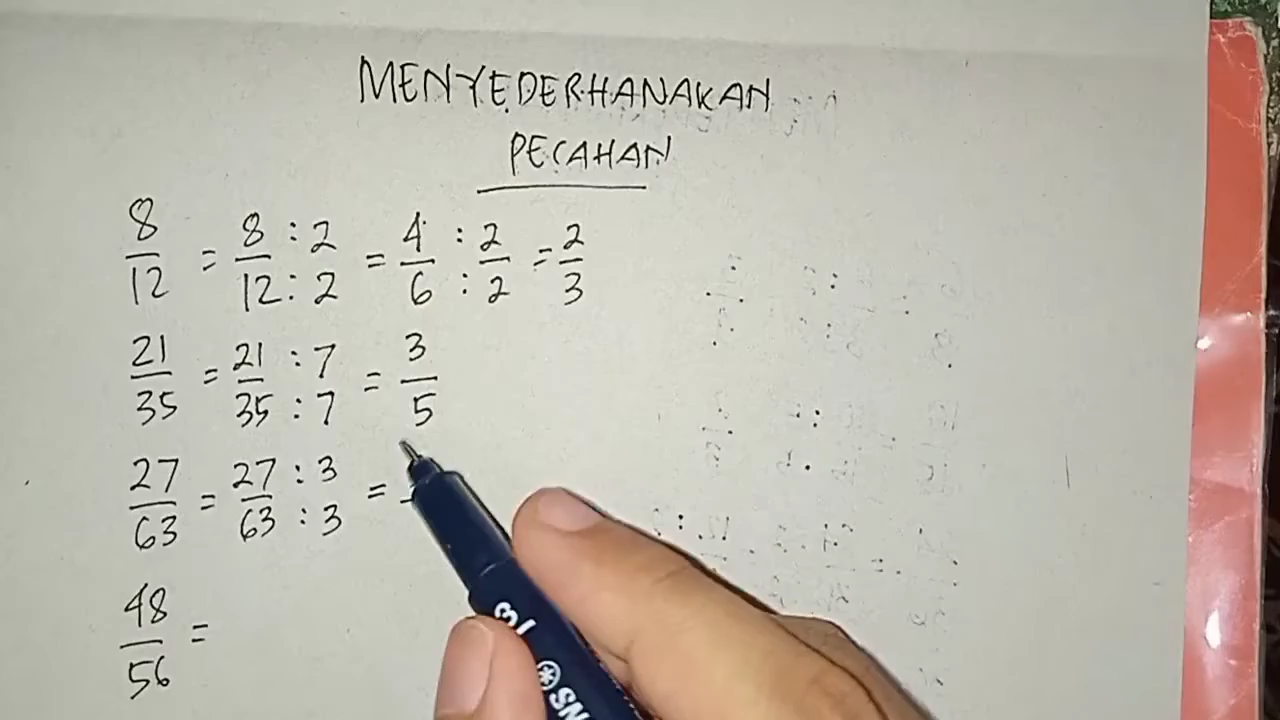 MENYEDERHANAKAN
PECAHAN
8/12 = 8 : 2 / 12 : 2 = 4 : 2 / 6 : 2 = 2/3
21/35 = 21 : 7 / 35 : 7 = 3/5
27/63 = 27 : 3 / 63 : 3 =
48/56 =